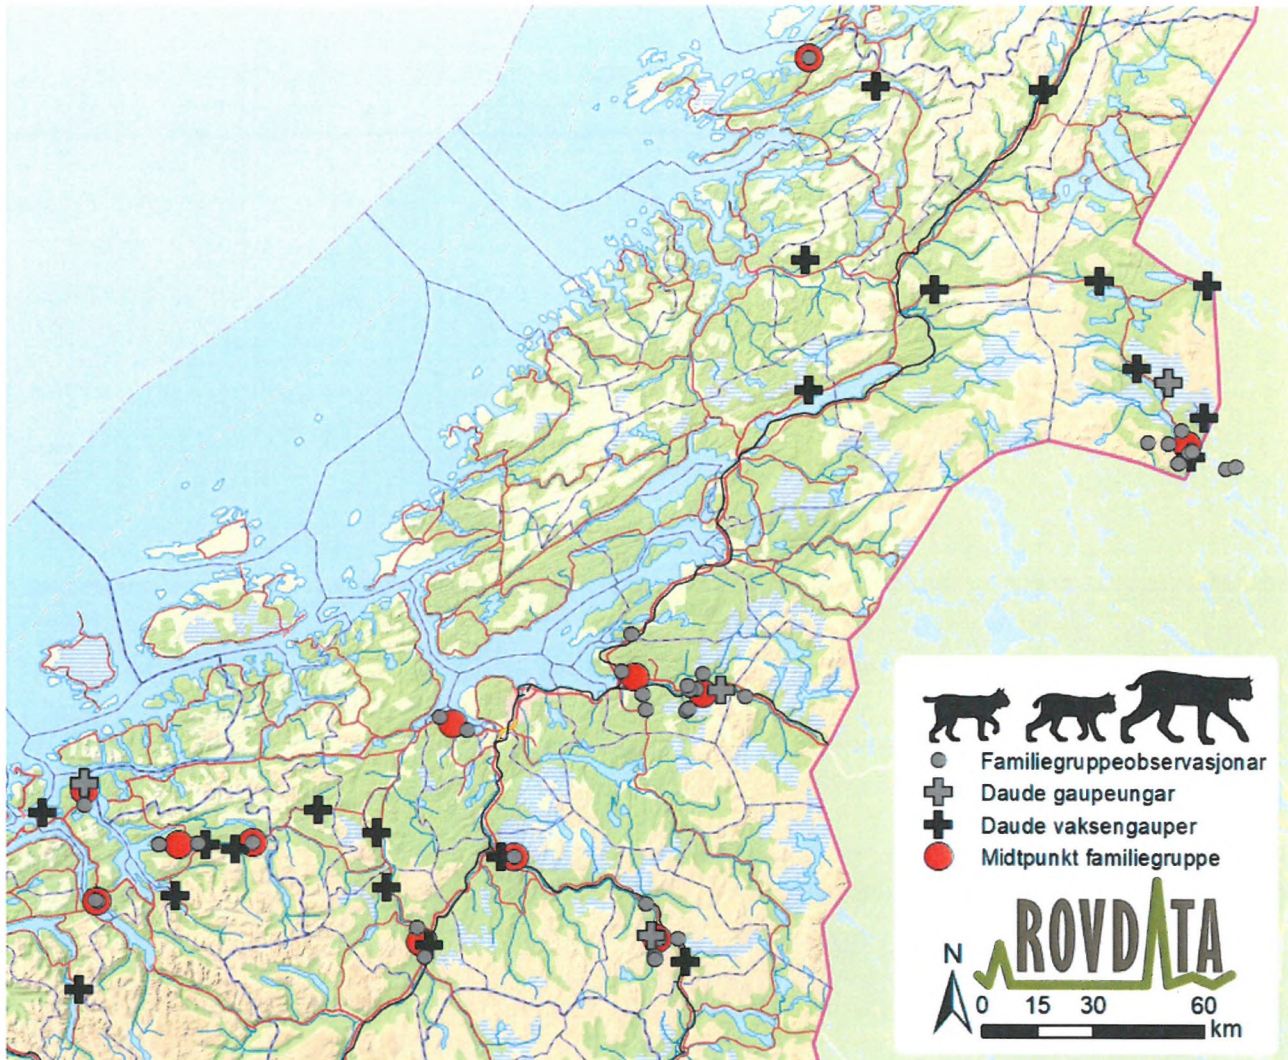 Familiegruppeobservasjonar
Daude gaupeungar
Daude vaksengauper
Midtpunkt familiegruppe
ROVDATA
N
0 15 30 60
km